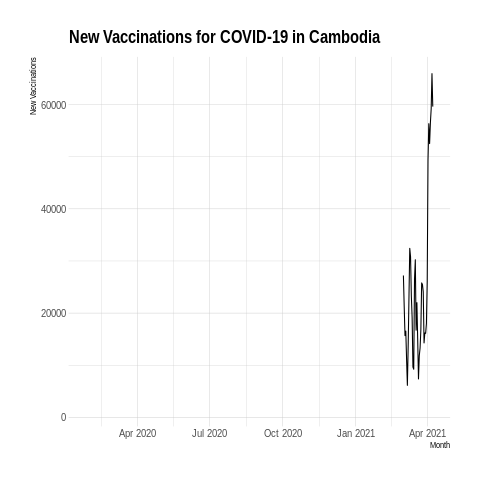 New Vaccinations for COVID-19 in Cambodia
New Vaccinations
60000
40000
20000
0
Apr 2020 Jul 2020 Oct 2020 Jan 2021 Apr 2021
Month